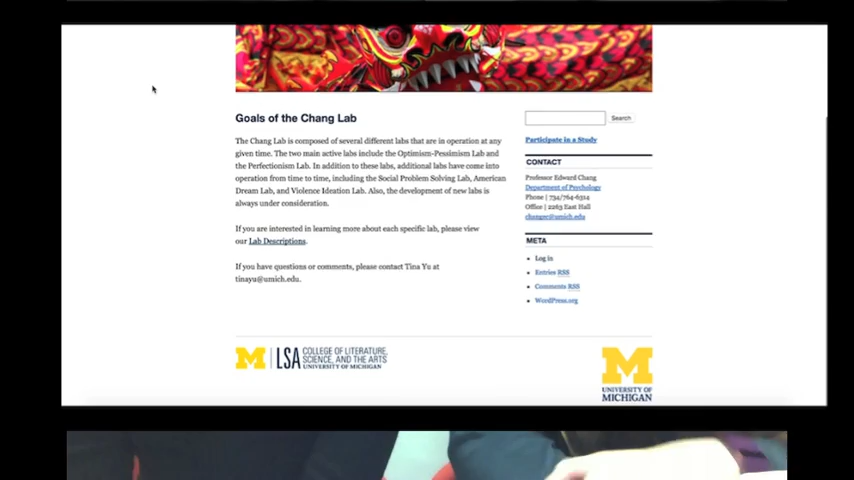 Goals of the Chang Lab
The Chang Lab is composed of several different labs that are in operation at any
given time. The two main active labs include the Optimism-Pessimism Lab and
the Perfectionism Lab. In addition to these labs, additional labs have come into
operation from time to time, including the Social Problem Solving Lab, American
Dream Lab, and Violence Ideation Lab. Also, the development of new labs is
always under consideration.
If you are interested in learning more about each specific lab, please view
our Lab Descriptions.
If you have questions or comments, please contact Tina Yu at
tinayu@umich.edu.
Search
Participate in a Study
CONTACT
Professor Edward Chang
Department of Psychology
Phone | 734/764-6314
Office | 2263 East Hall
changec@umich.edu
META
Log in
Entries RSS
Comments RSS
WordPress.org
M LSA COLLEGE OF LITERATURE,
SCIENCE, AND THE ARTS
UNIVERSITY OF MICHIGAN
M
UNIVERSITY OF
MICHIGAN